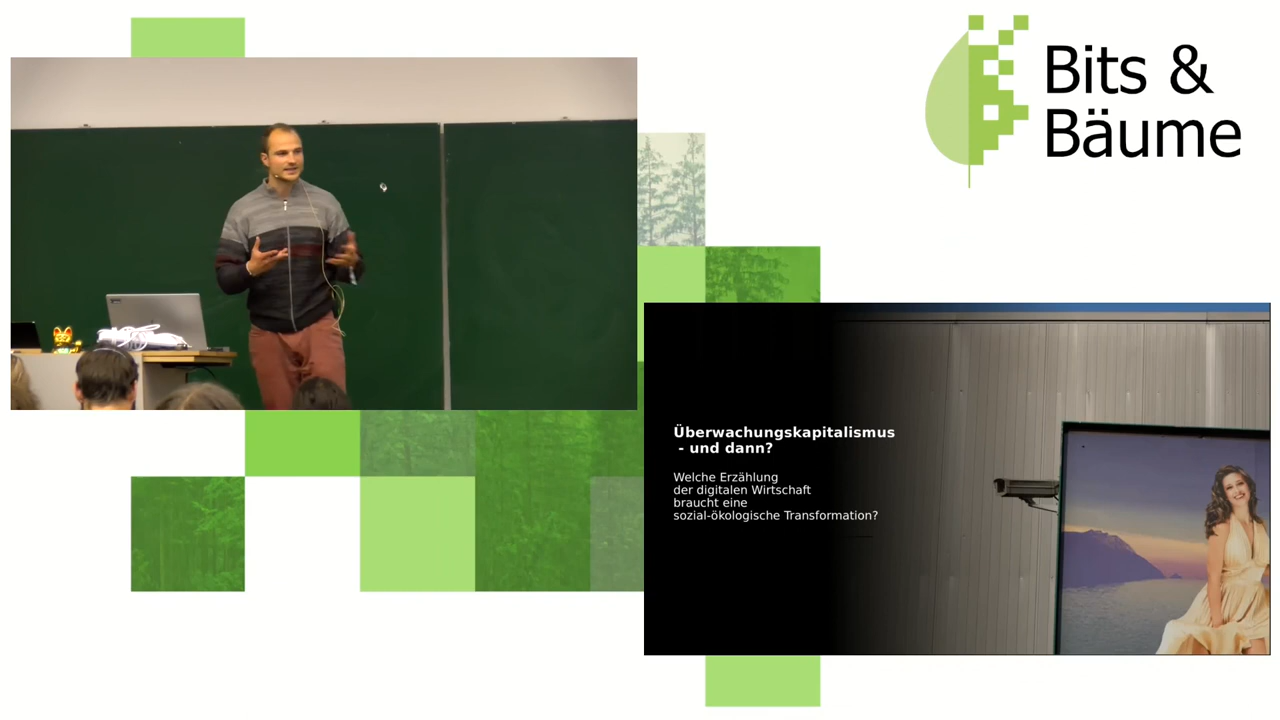 Bits &
Bäume
Überwachungskapitalismus
- und dann?
Welche Erzählung
der digitalen Wirtschaft
braucht eine
sozial-ökologische Transformation?